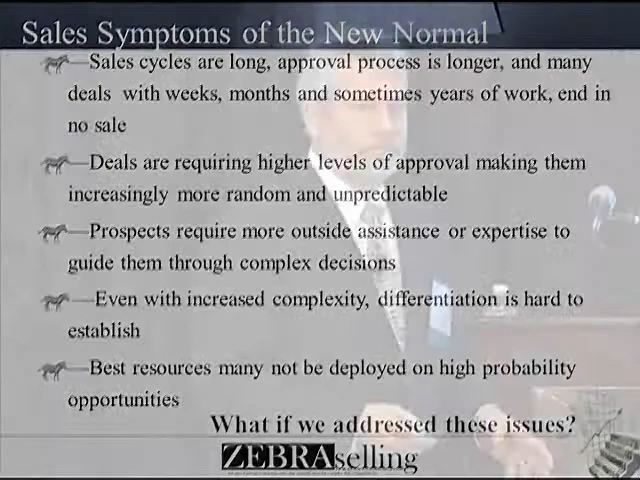 Sales Symptoms of the New Normal
Sales cycles are long, approval process is longer, and many
deals with weeks, months and sometimes years of work, end in
no sale
Deals are requiring higher levels of approval making them
increasingly more random and unpredictable
Prospects require more outside assistance or expertise to
guide them through complex decisions
Even with increased complexity, differentiation is hard to
establish
Best resources many not be deployed on high probability
opportunities
What if we addressed these issues?
ZEBRAselling